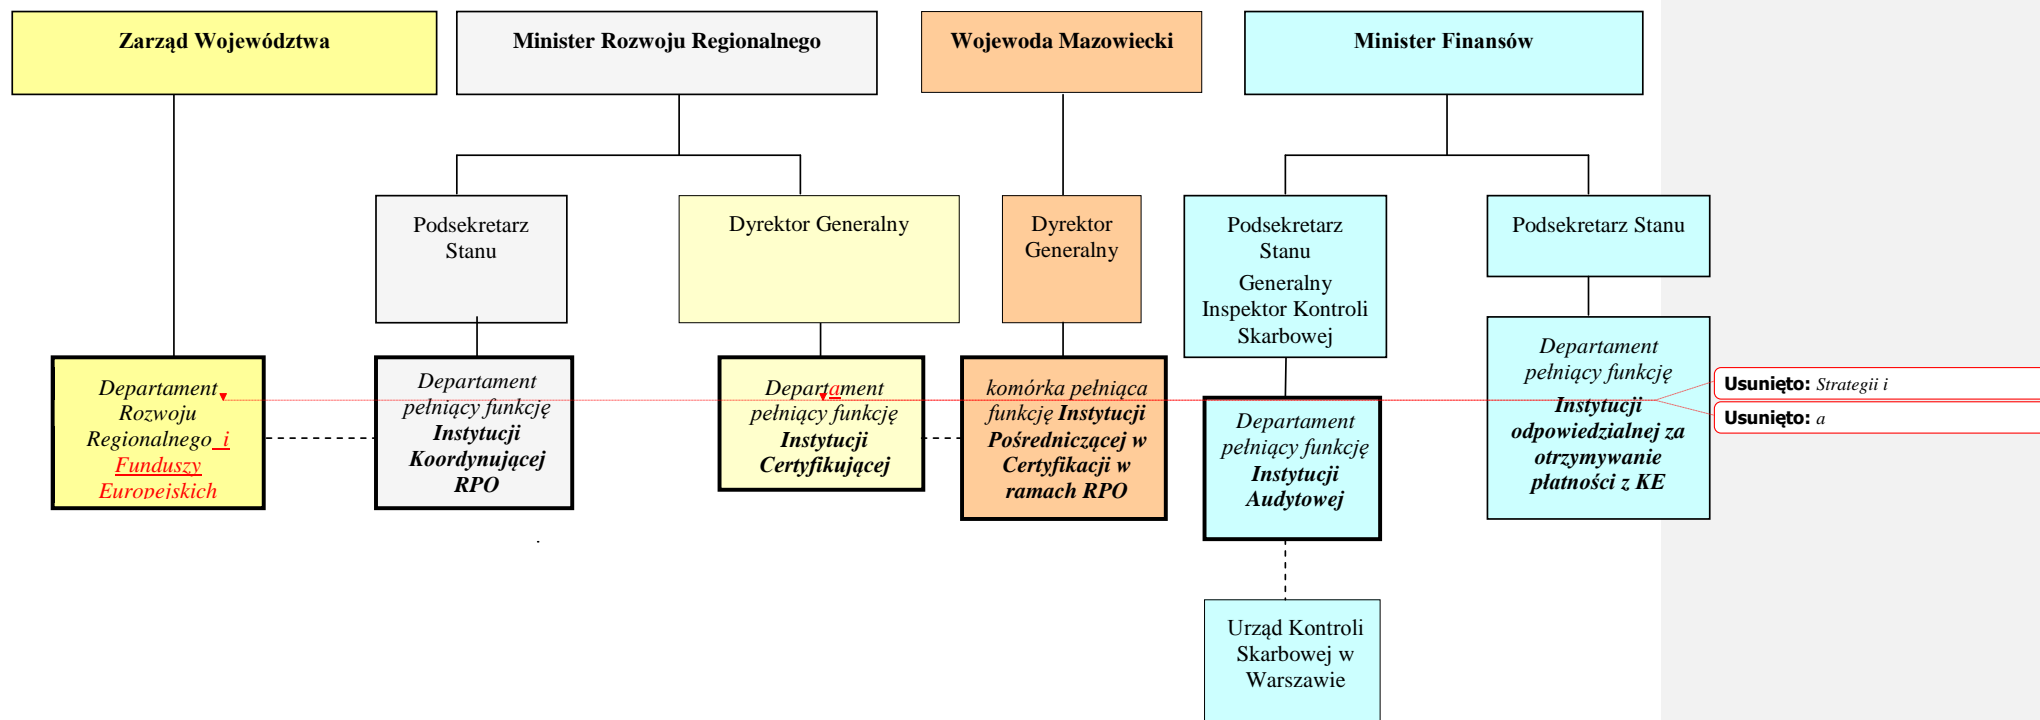 Zarząd Województwa
Minister Rozwoju Regionalnego
Wojewoda Mazowiecki
Minister Finansów
Podsekretarz
Stanu
Dyrektor Generalny
Dyrektor
Generalny
Podsekretarz
Stanu
Generalny
Inspektor Kontroli
Skarbowej
Podsekretarz Stanu
Departament
Rozwoju
Regionalnego i
Funduszy
Europejskich
Departament
pełniący funkcję
Instytucji
Koordynującej
RPO
Departament
pełniący funkcję
Instytucji
Certyfikującej
komórka pełniąca
funkcję Instytucji
Pośredniczącej w
Certyfikacji w
ramach RPO
Departament
pełniący funkcję
Instytucji
Audytowej
Departament
pełniący funkcję
Instytucji
odpowiedzialnej za
otrzymywanie
płatności z KE
Usunięto: Strategii i
Usunięto: a
Urząd Kontroli
Skarbowej w
Warszawie